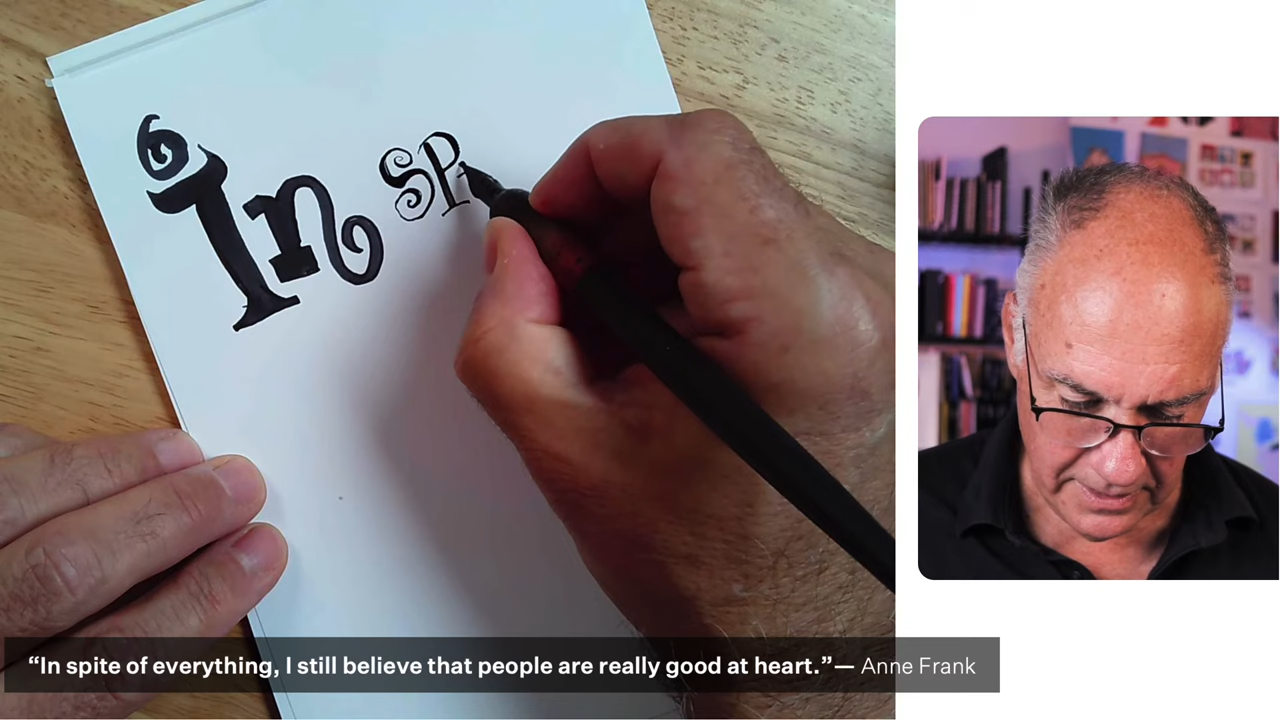 In SP
“In spite of everything, I still believe that people are really good at heart.”— Anne Frank